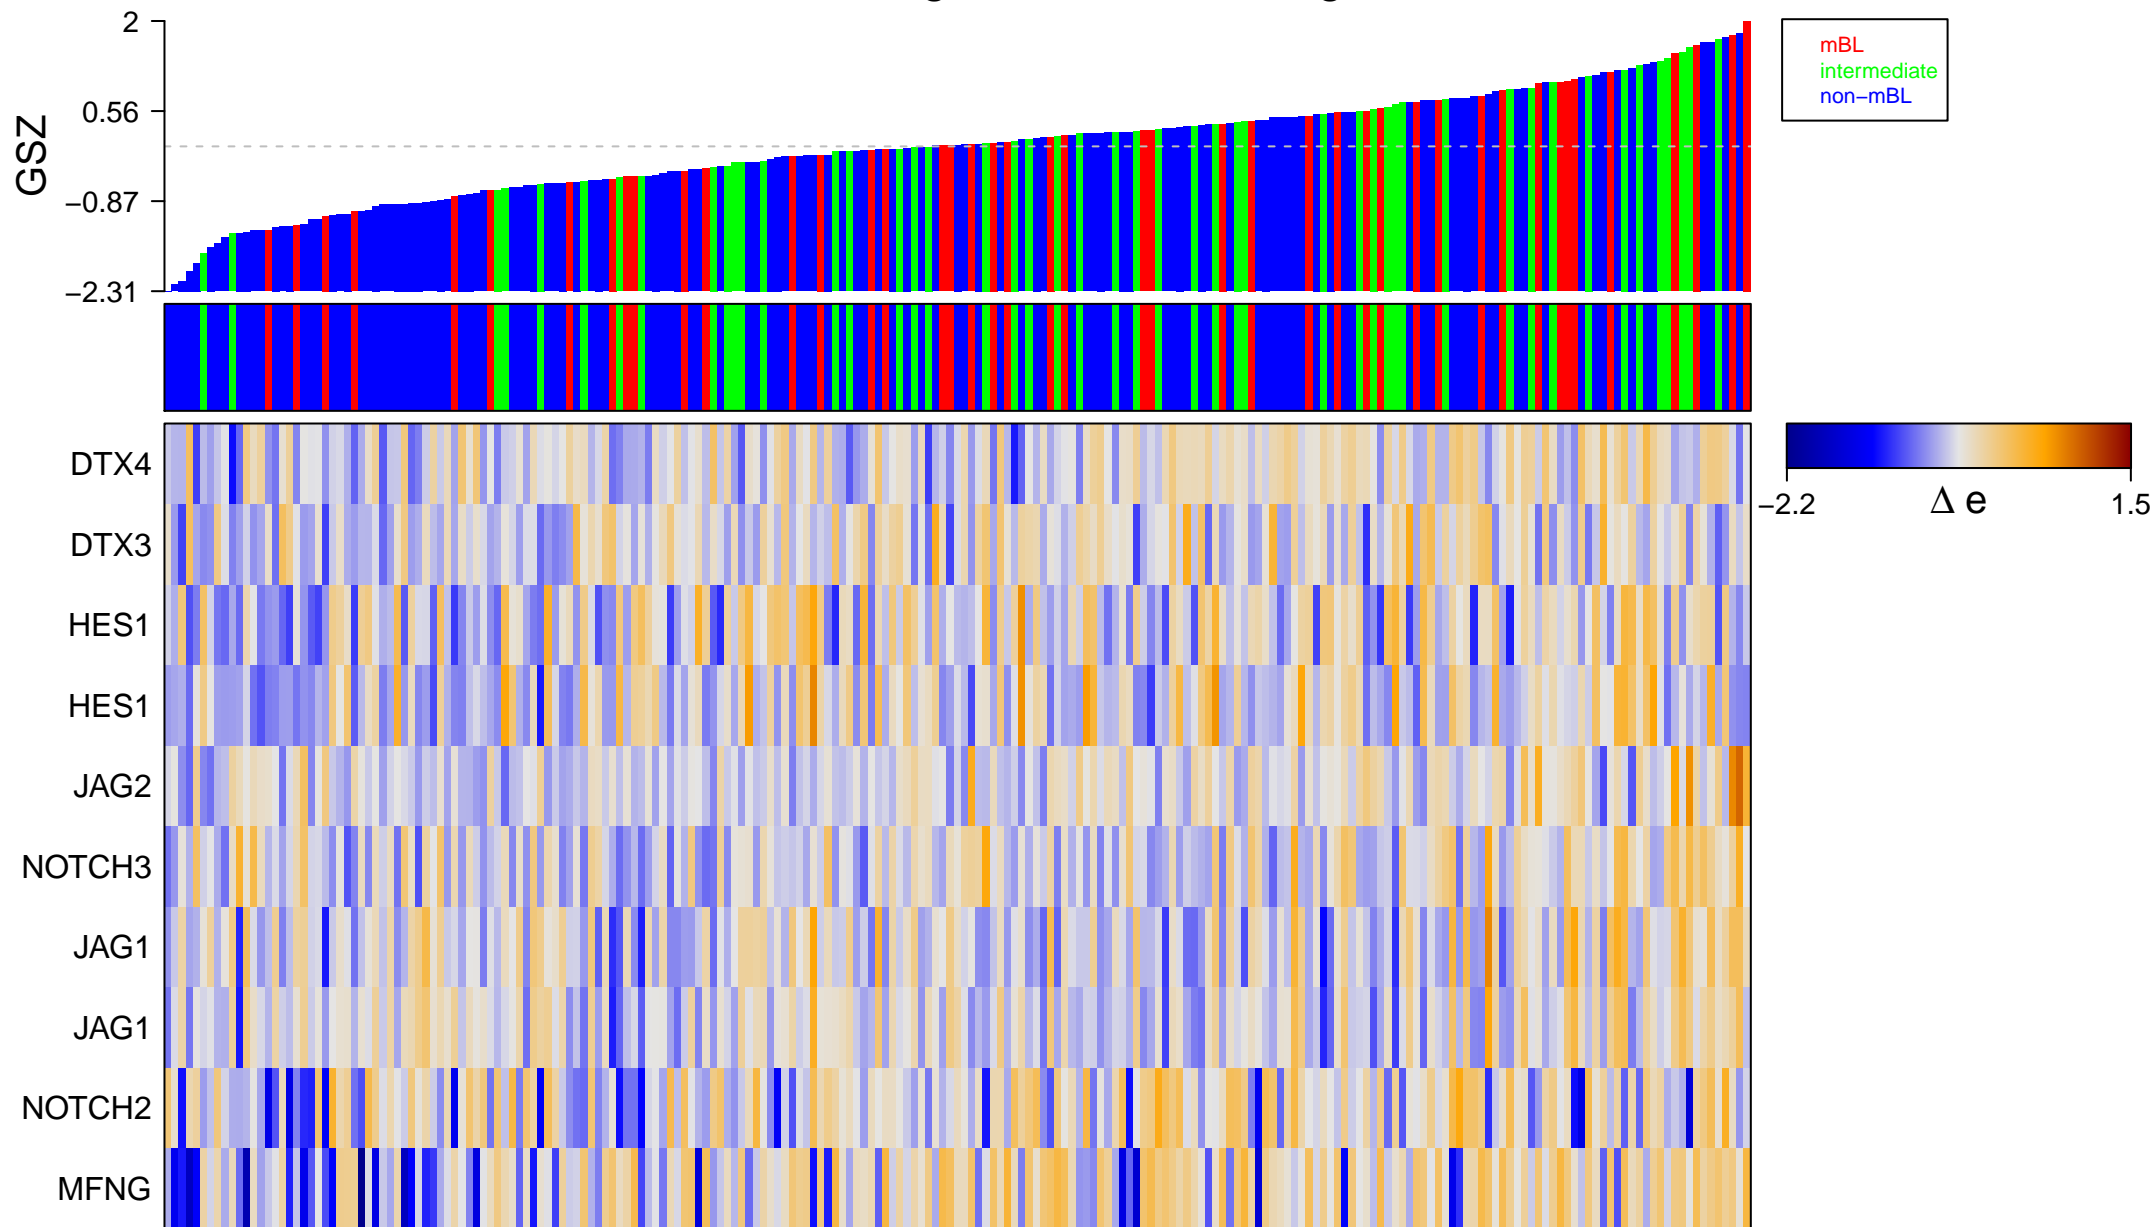 2
0.56
−0.87
−2.31
GSZ
mBL
intermediate
non−mBL
DTX4
DTX3
HES1
HES1
JAG2
NOTCH3
JAG1
JAG1
NOTCH2
MFNG
−2.2
Δ e
1.5